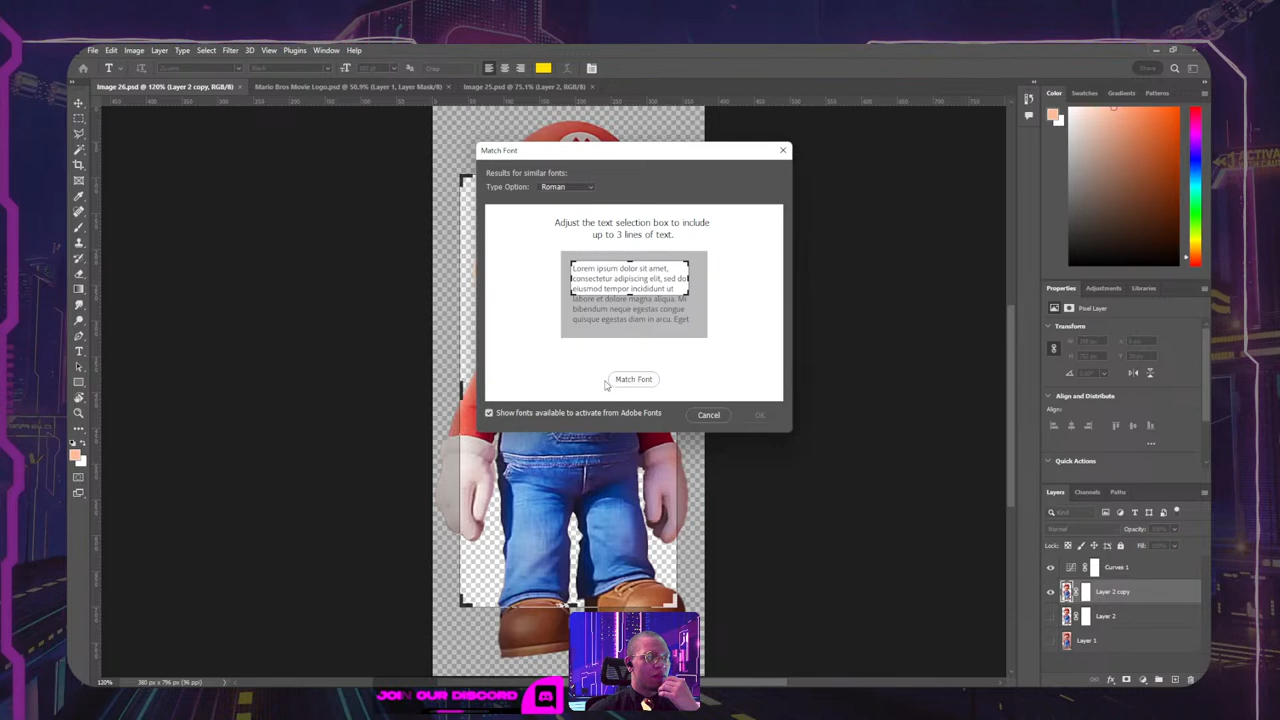 File Edit Image Layer Type Select Filter 3D View Plugins Window Help
Black Crisp Share
Image 26.psd @ 120% (Layer 2 copy, RGB/8) Mario Bros Movie Logo.psd @ 50.9% (Layer 1, Layer Mask/8) Image 25.psd @ 75.1% (Layer 2, RGB/8)
Color Swatches Gradients Patterns
Match Font
Results for similar fonts:
Type Option: Roman
Adjust the text selection box to include
up to 3 lines of text.
Lorem ipsum dolor sit amet,
consectetur adipiscing elit, sed do
eiusmod tempor incididunt ut
labore et dolore magna aliqua. Mi
bibendum neque egestas congue
quisque egestas diam in arcu. Eget
Match Font
Show fonts available to activate from Adobe Fonts
Cancel OK
Properties Adjustments Libraries
Pixel Layer
Transform
Align and Distribute
Align:
Quick Actions
Layers Channels Paths
Kind
Normal Opacity: 100%
Lock: Fill:
Curves 1
Layer 2 copy
Layer 2
Layer 1
120% 380 px x 796 px (96 ppi)
JOIN OUR DISCORD